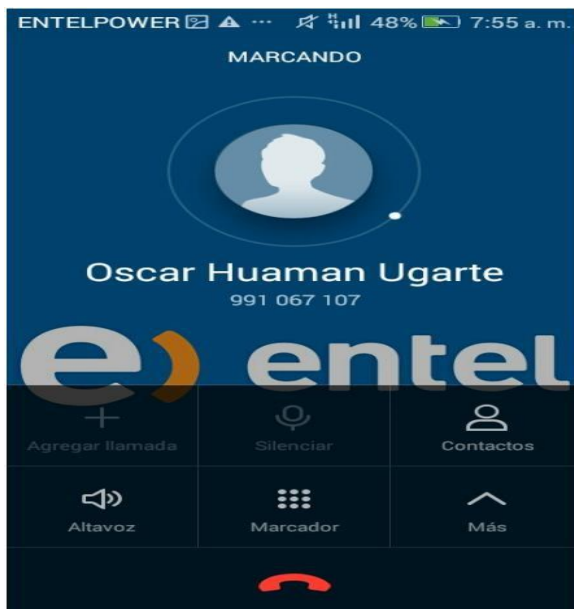 ENTELPOWER ... 48% 7:55 a. m.
MARCANDO
Oscar Huaman Ugarte
991 067 107
e) entel
Agregar llamada Silenciar Contactos
Altavoz Marcador Más